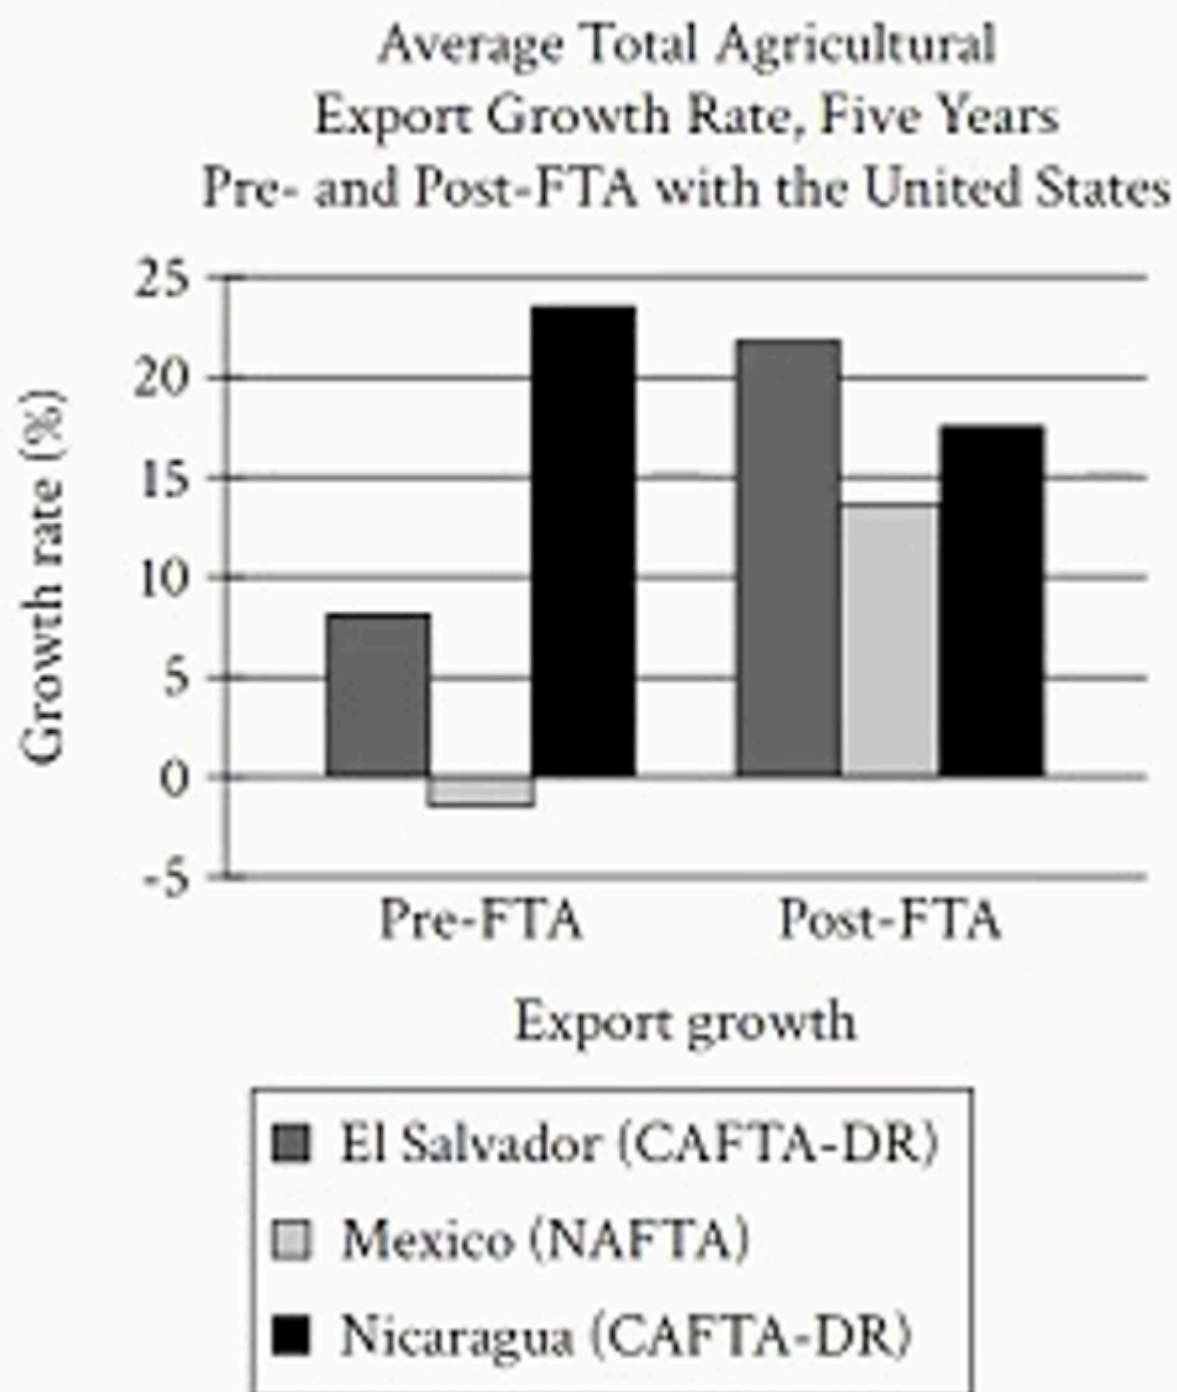 Average Total Agricultural
Export Growth Rate, Five Years
Pre- and Post-FTA with the United States
Growth rate (%)
25
20
15
10
5
0
-5
Pre-FTA
Post-FTA
Export growth
El Salvador (CAFTA-DR)
Mexico (NAFTA)
Nicaragua (CAFTA-DR)